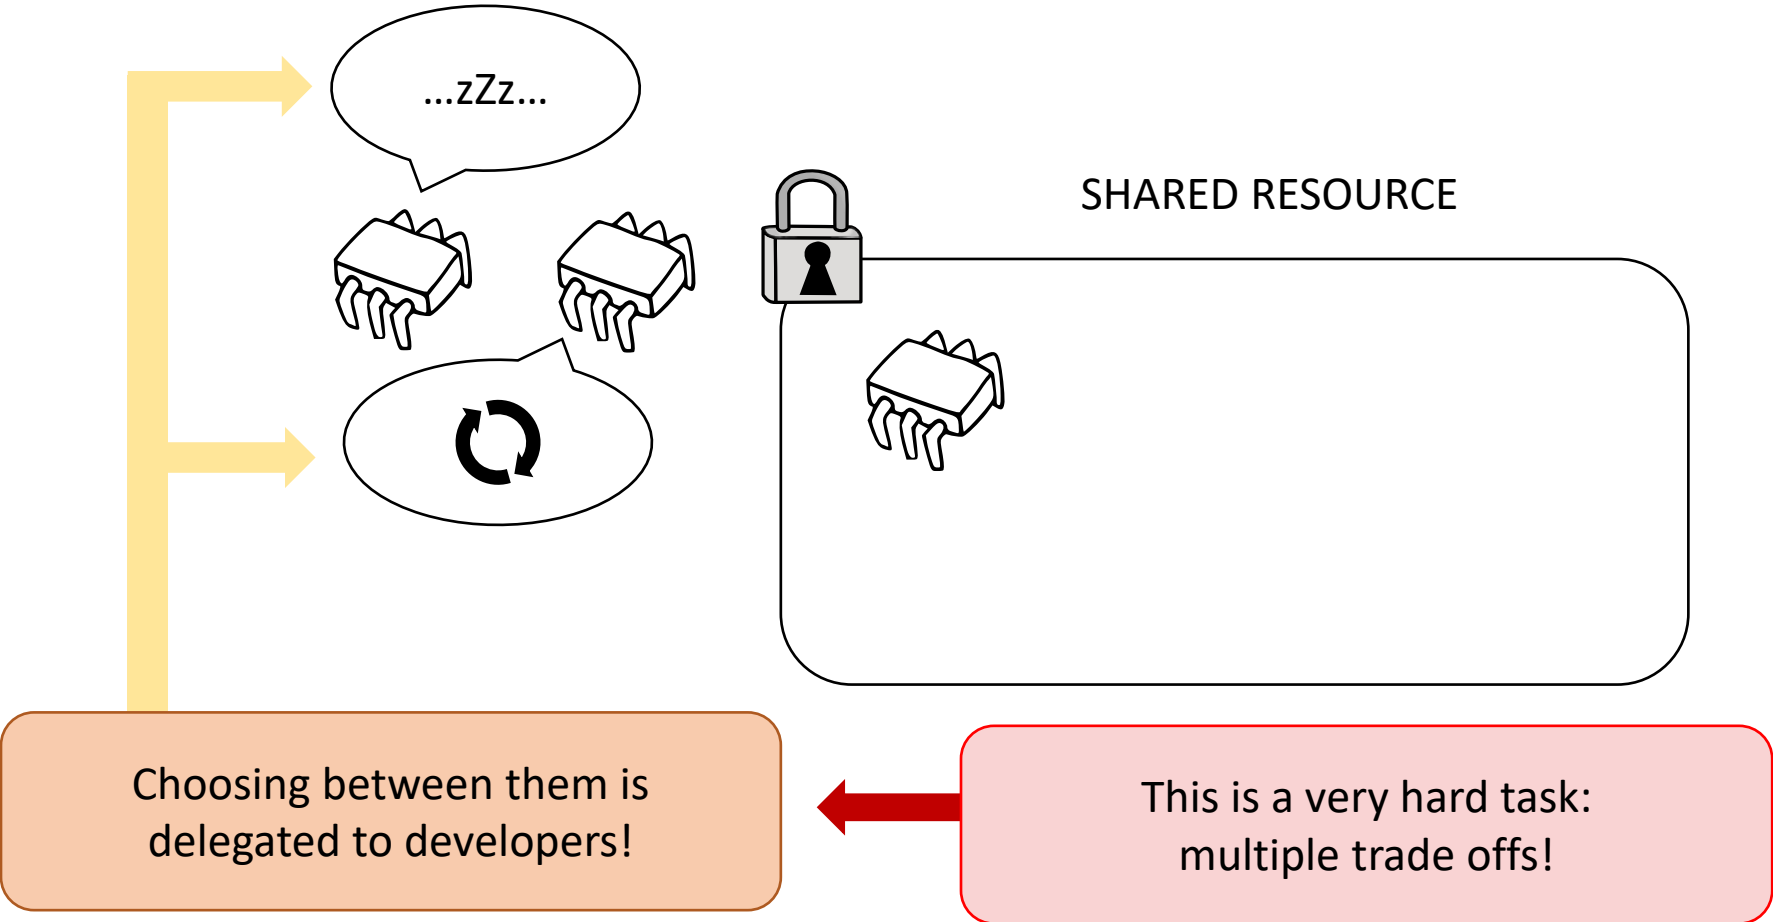 ...zZz...
SHARED RESOURCE
Choosing between them is
delegated to developers!
This is a very hard task:
multiple trade offs!